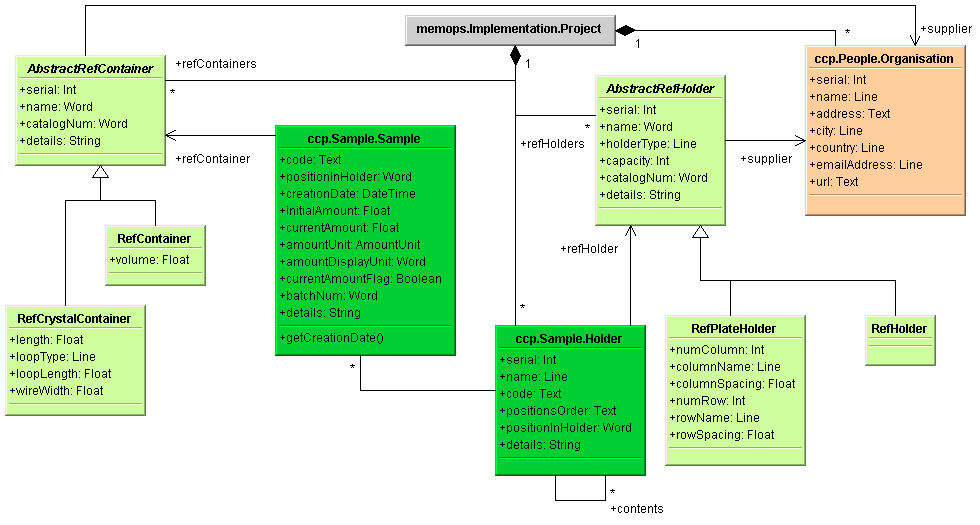 memops.Implementation.Project
1
1
*
+supplier
AbstractRefContainer
+serial: Int
+name: Word
+catalogNum: Word
+details: String
+refContainers
*
+refContainer
ccp.Sample.Sample
+code: Text
+positionInHolder: Word
+creationDate: DateTime
+initialAmount: Float
+currentAmount: Float
+amountUnit: AmountUnit
+amountDisplayUnit: Word
+currentAmountFlag: Boolean
+batchNum: Word
+details: String
+getCreationDate()
*
AbstractRefHolder
+serial: Int
+name: Word
+holderType: Line
+capacity: Int
+catalogNum: Word
+details: String
*
+refHolders
+supplier
ccp.People.Organisation
+serial: Int
+name: Line
+address: Text
+city: Line
+country: Line
+emailAddress: Line
+url: Text
RefContainer
+volume: Float
+refHolder
RefCrystalContainer
+length: Float
+loopType: Line
+loopLength: Float
+wireWidth: Float
*
ccp.Sample.Holder
+serial: Int
+name: Line
+code: Text
+positionsOrder: Text
+positionInHolder: Word
+details: String
*
+contents
RefPlateHolder
+numColumn: Int
+columnName: Line
+columnSpacing: Float
+numRow: Int
+rowName: Line
+rowSpacing: Float
RefHolder